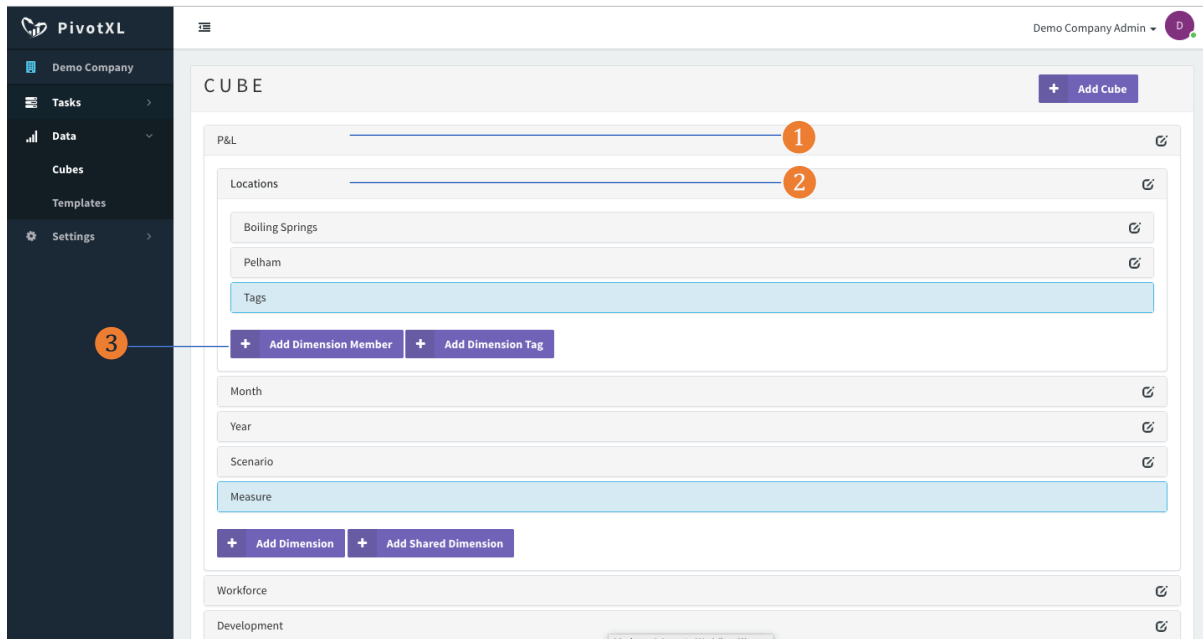 PivotXL
Demo Company Admin
D
Demo Company
CUBE
Add Cube
Tasks
Data
P&L
1
Cubes
Locations
2
Templates
Boiling Springs
Settings
Pelham
Tags
3
Add Dimension Member
Add Dimension Tag
Month
Year
Scenario
Measure
Add Dimension
Add Shared Dimension
Workforce
Development